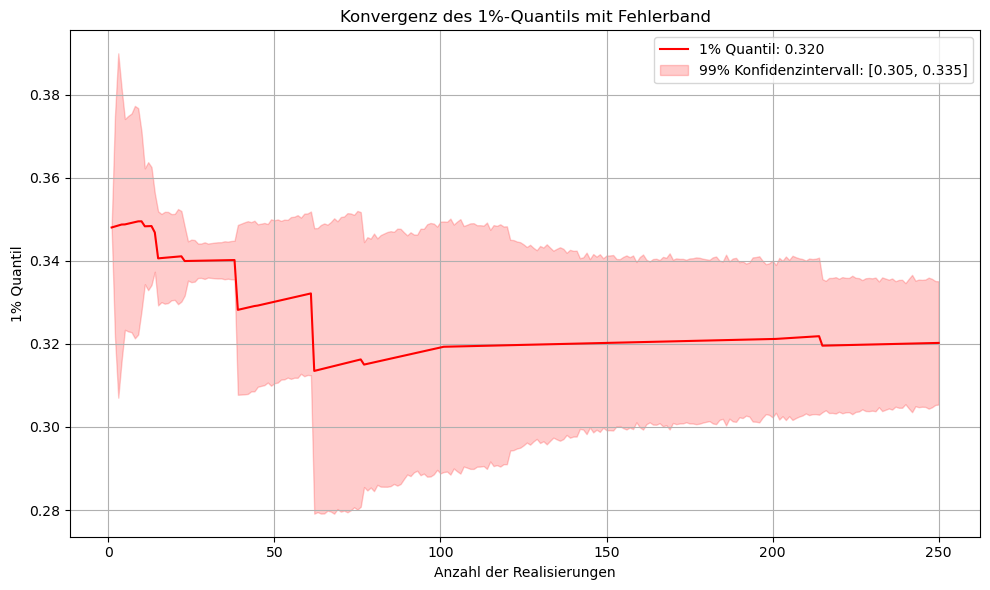 Konvergenz des 1%-Quantils mit Fehlerband
1% Quantil: 0.320
99% Konfidenzintervall: [0.305, 0.335]
1% Quantil
0.38
0.36
0.34
0.32
0.30
0.28
0
50
100
150
200
250
Anzahl der Realisierungen